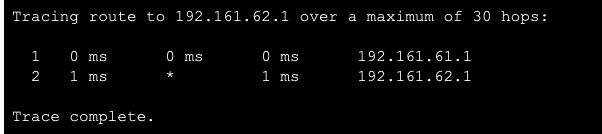 Tracing route to 192.161.62.1 over a maximum of 30 hops:
1 0 ms 0 ms 0 ms 192.161.61.1
2 1 ms * 1 ms 192.161.62.1
Trace complete.